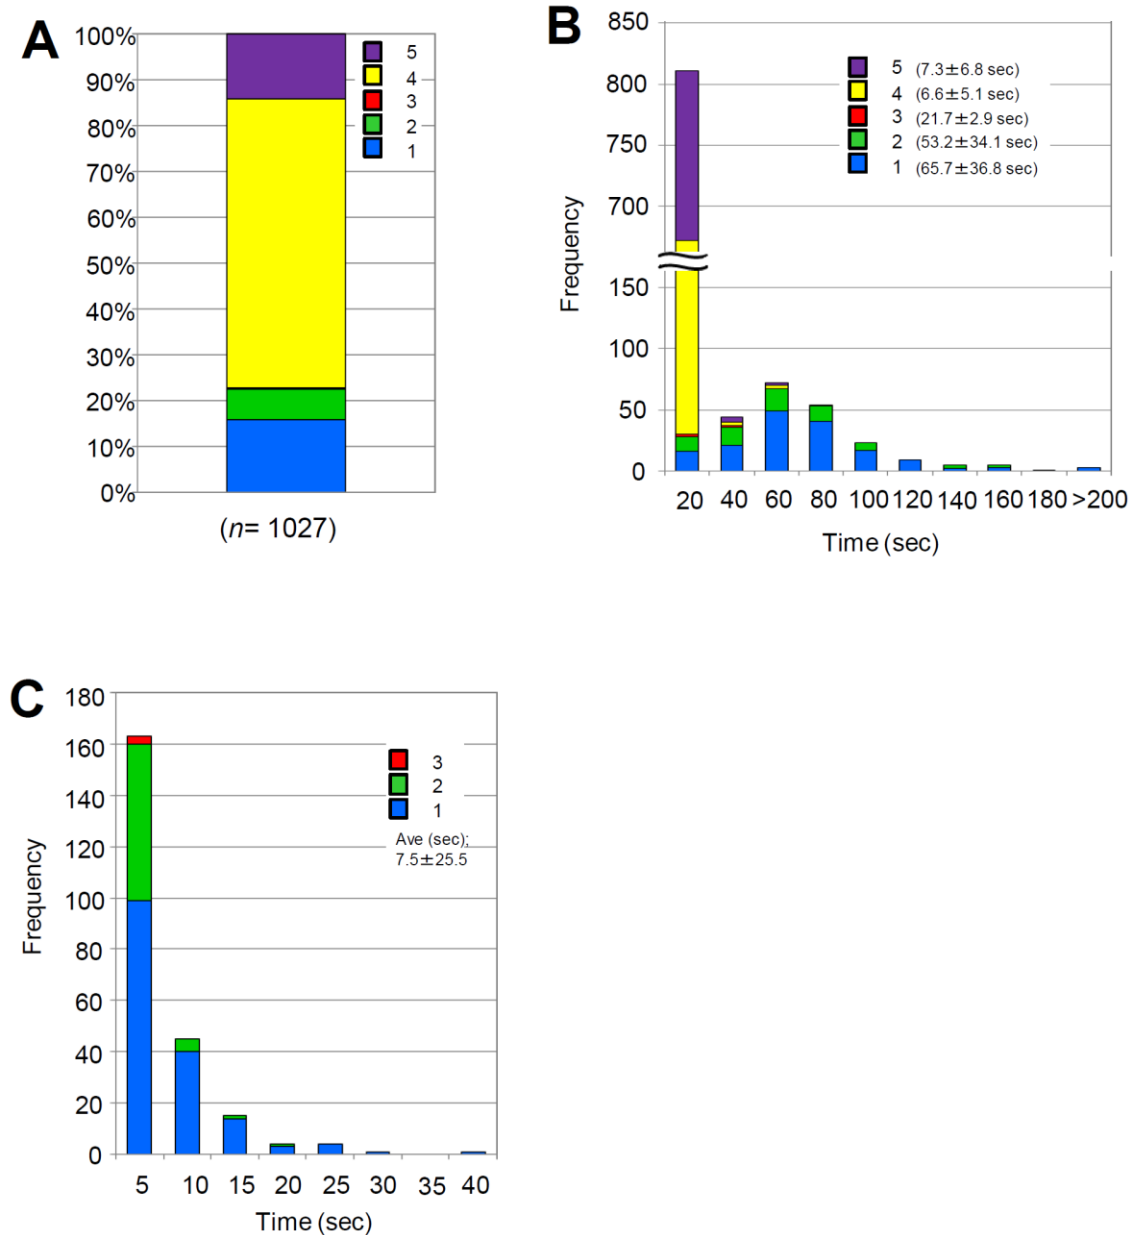 A
100%
90%
80%
70%
60%
50%
40%
30%
20%
10%
0%
5
4
3
2
1
(n= 1027)
B
Frequency
850
800
750
700
150
100
50
0
5 (7.3±6.8 sec)
4 (6.6±5.1 sec)
3 (21.7±2.9 sec)
2 (53.2±34.1 sec)
1 (65.7±36.8 sec)
20 40 60 80 100 120 140 160 180 >200
Time (sec)
C
Frequency
180
160
140
120
100
80
60
40
20
0
3
2
1
Ave (sec);
7.5±25.5
5 10 15 20 25 30 35 40
Time (sec)